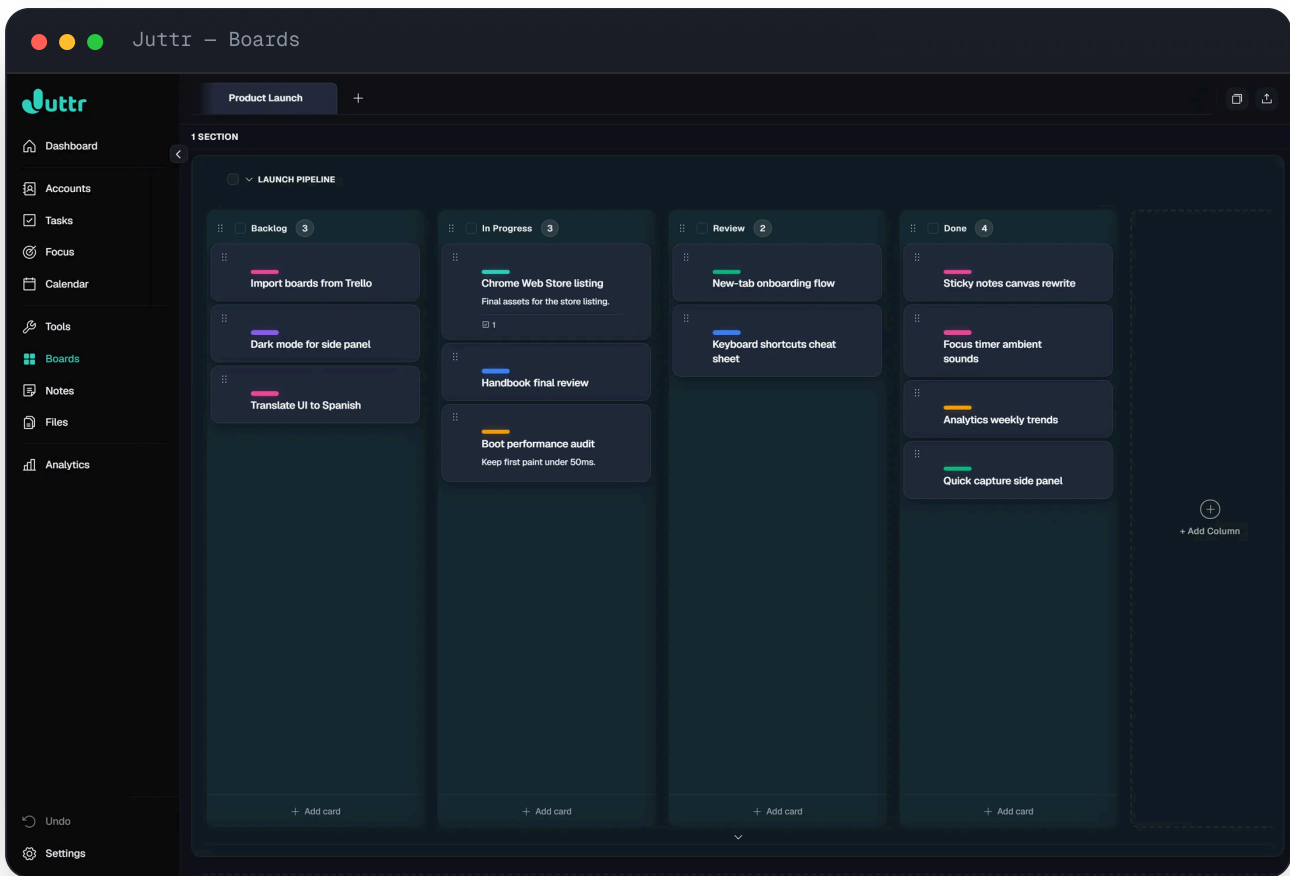 Juttr — Boards
Juttr
Product Launch
Dashboard
Accounts
Tasks
Focus
Calendar
Tools
Boards
Notes
Files
Analytics
Undo
Settings
1 SECTION
LAUNCH PIPELINE
Backlog 3
Import boards from Trello
Dark mode for side panel
Translate UI to Spanish
+ Add card
In Progress 3
Chrome Web Store listing
Final assets for the store listing.
1
Handbook final review
Boot performance audit
Keep first paint under 50ms.
+ Add card
Review 2
New-tab onboarding flow
Keyboard shortcuts cheat
sheet
+ Add card
Done 4
Sticky notes canvas rewrite
Focus timer ambient
sounds
Analytics weekly trends
Quick capture side panel
+ Add card
+ Add Column